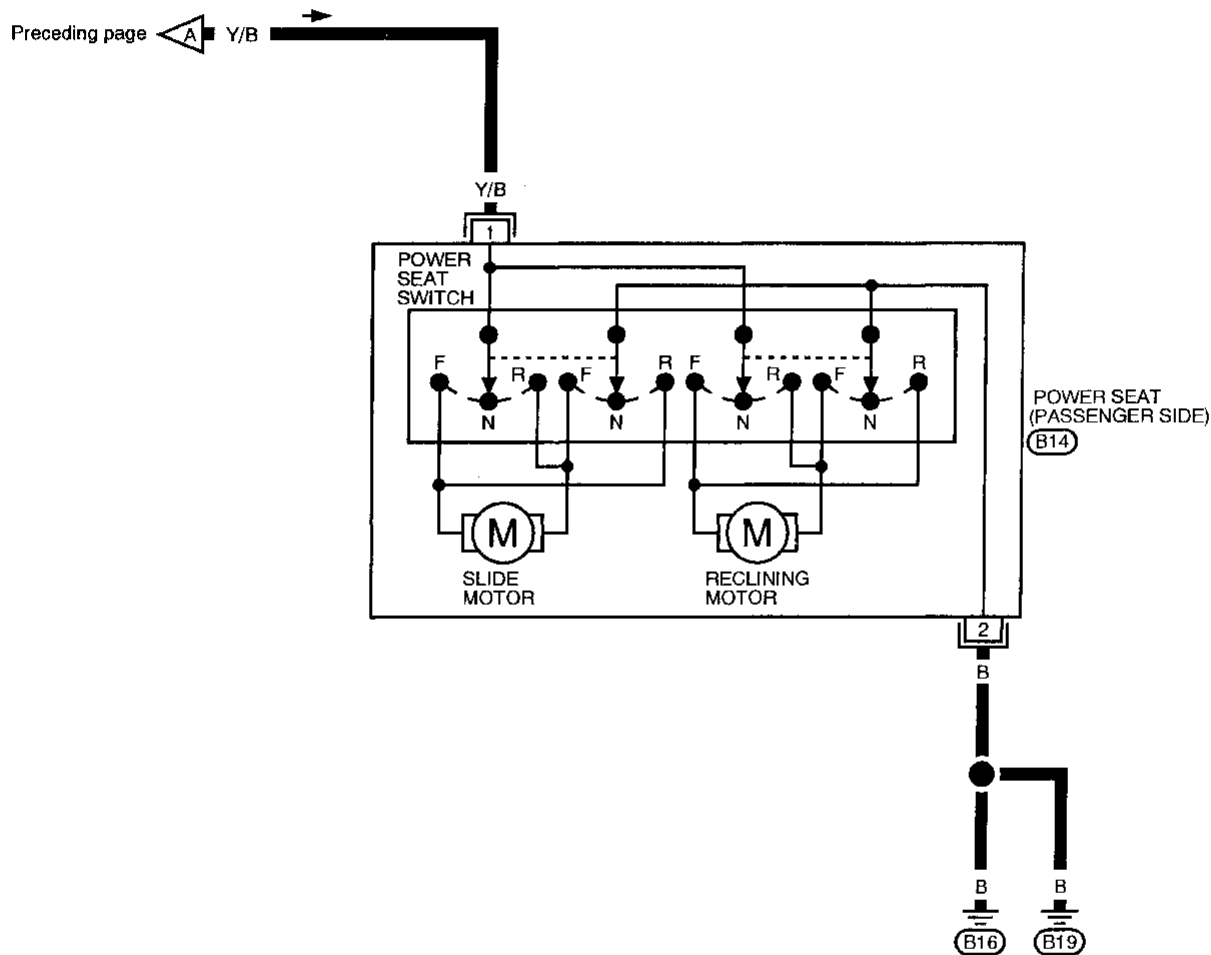 Preceding page A Y/B
Y/B
1
POWER
SEAT
SWITCH
F R F R F R F R
N N N N
POWER SEAT
(PASSENGER SIDE)
B14
M M
SLIDE
MOTOR
RECLINING
MOTOR
2
B
B B
B16 B19